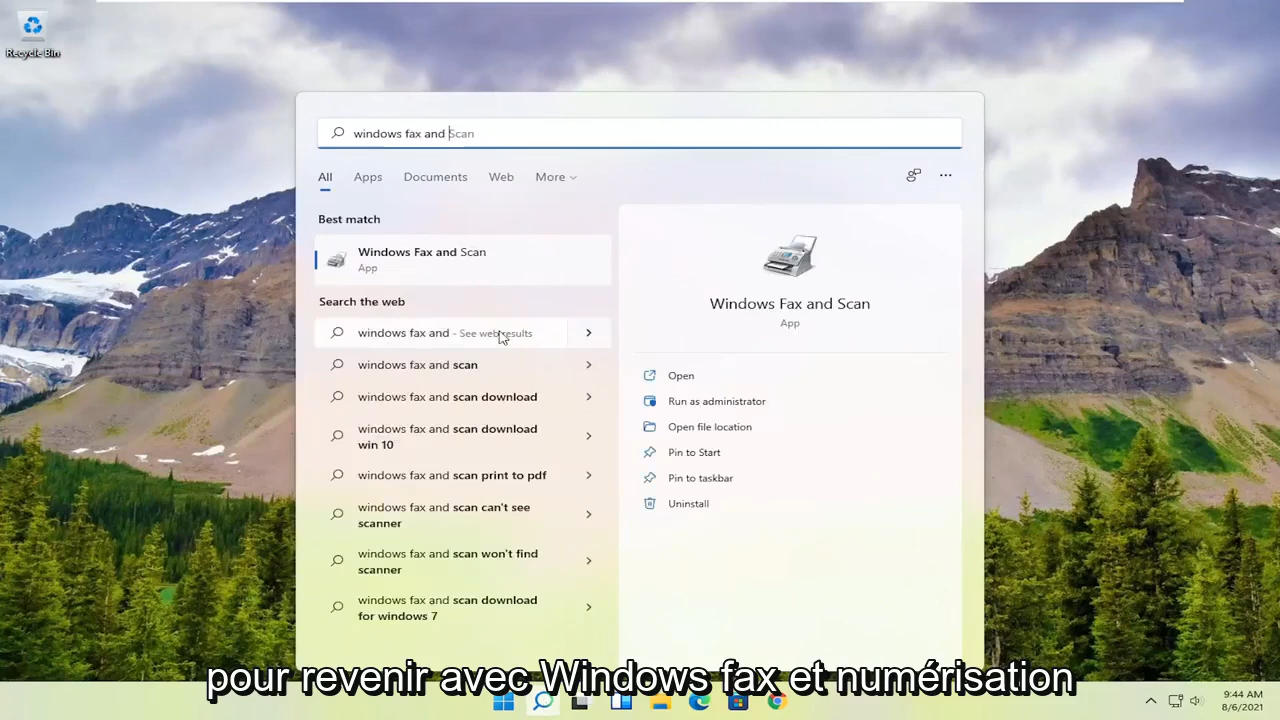 Recycle Bin
windows fax and Scan
All Apps Documents Web More
Best match
Windows Fax and Scan
App
Search the web
windows fax and - See web results
windows fax and scan
windows fax and scan download
windows fax and scan download
win 10
windows fax and scan print to pdf
windows fax and scan can't see
scanner
windows fax and scan won't find
scanner
windows fax and scan download
for windows 7
Windows Fax and Scan
App
Open
Run as administrator
Open file location
Pin to Start
Pin to taskbar
Uninstall
pour revenir avec Windows fax et numérisation
9:44 AM
8/6/2021